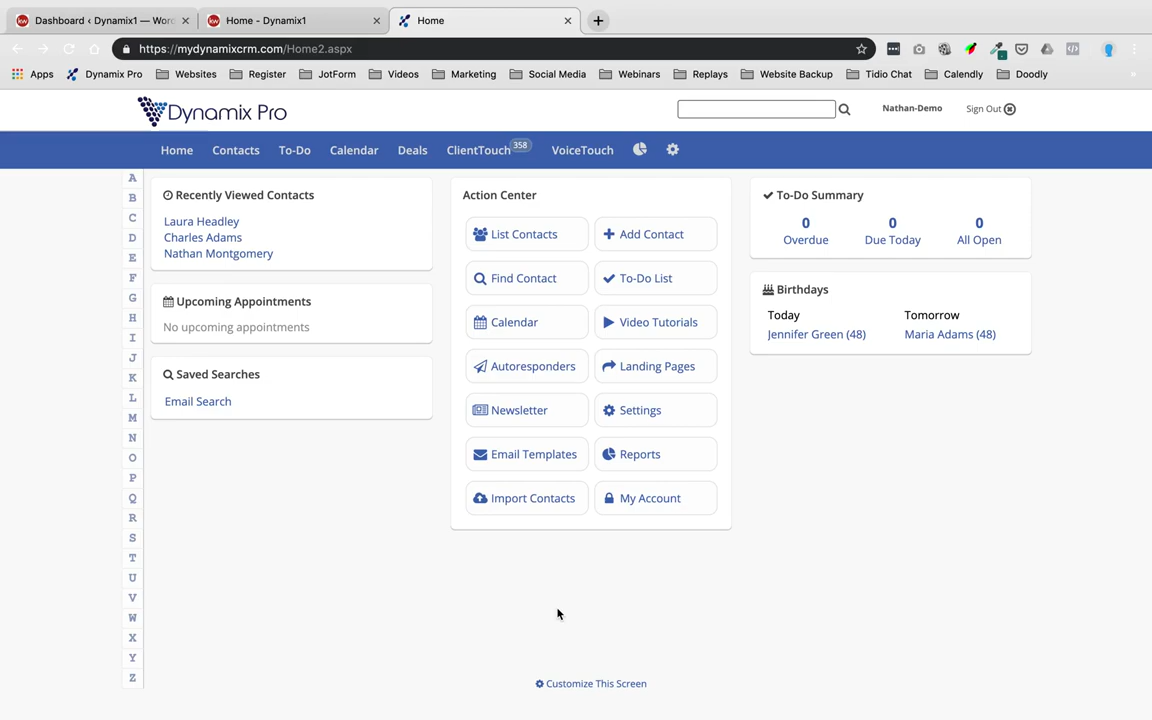 Dashboard ‹ Dynamix1 — Worc
Home - Dynamix1
Home
https://mydynamixcrm.com/Home2.aspx
Apps
Dynamix Pro
Websites
Register
JotForm
Videos
Marketing
Social Media
Webinars
Replays
Website Backup
Tidio Chat
Calendly
Doodly
Dynamix Pro
Nathan-Demo
Sign Out
Home
Contacts
To-Do
Calendar
Deals
ClientTouch 358
VoiceTouch
A
B
C
D
E
F
G
H
I
J
K
L
M
N
O
P
Q
R
S
T
U
V
W
X
Y
Z
Recently Viewed Contacts
Laura Headley
Charles Adams
Nathan Montgomery
Upcoming Appointments
No upcoming appointments
Saved Searches
Email Search
Action Center
List Contacts
Add Contact
Find Contact
To-Do List
Calendar
Video Tutorials
Autoresponders
Landing Pages
Newsletter
Settings
Email Templates
Reports
Import Contacts
My Account
To-Do Summary
0 0 0
Overdue Due Today All Open
Birthdays
Today Tomorrow
Jennifer Green (48) Maria Adams (48)
Customize This Screen